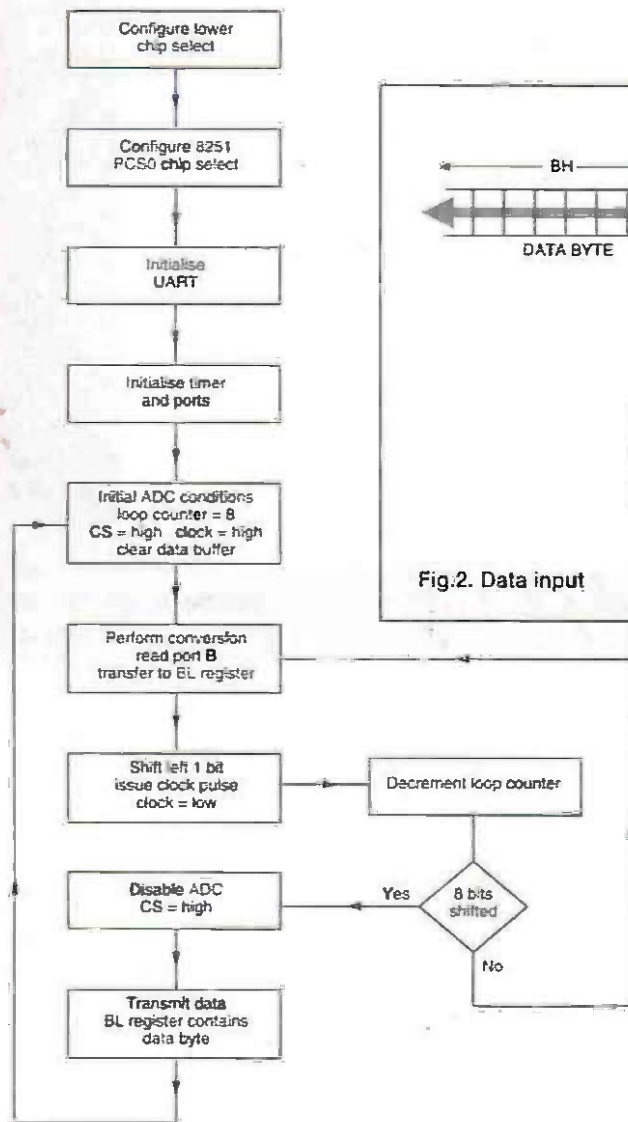 Configure lower
chip select
Configure 8251
PCS0 chip select
Initialise
UART
Initialise timer
and ports
Initial ADC conditions
loop counter = 8
CS = high clock = high
clear data buffer
Perform conversion
read port B
transfer to BL register
Shift left 1 bit
issue clock pulse
clock = low
Decrement loop counter
8 bits
shifted
Yes
No
Disable ADC
CS = high
Transmit data
BL register contains
data byte
BH
DATA BYTE
Fig.2. Data input